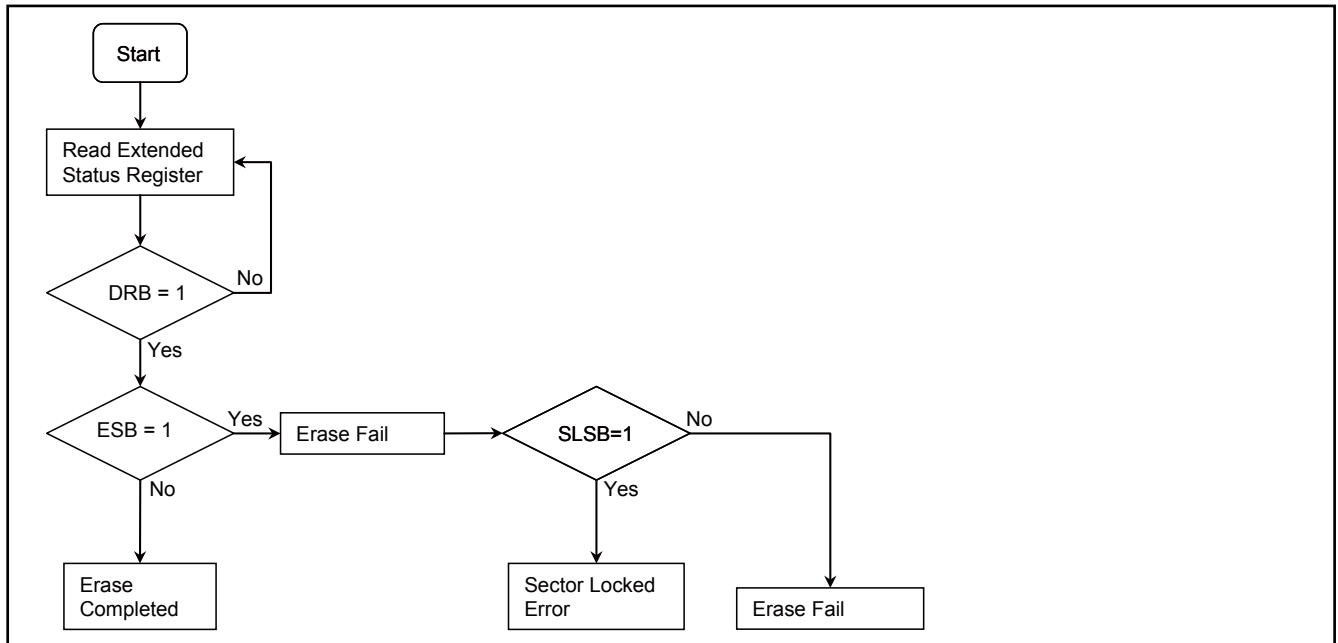 Start
Read Extended
Status Register
DRB = 1
No
Yes
ESB = 1
Yes
No
Erase Fail
SLSB=1
No
Yes
Erase
Completed
Sector Locked
Error
Erase Fail